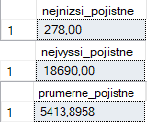 nejnizsi_pojistne
1 278,00
nejvyssi_pojistne
1 18690,00
prumerne_pojistne
1 5413,8958